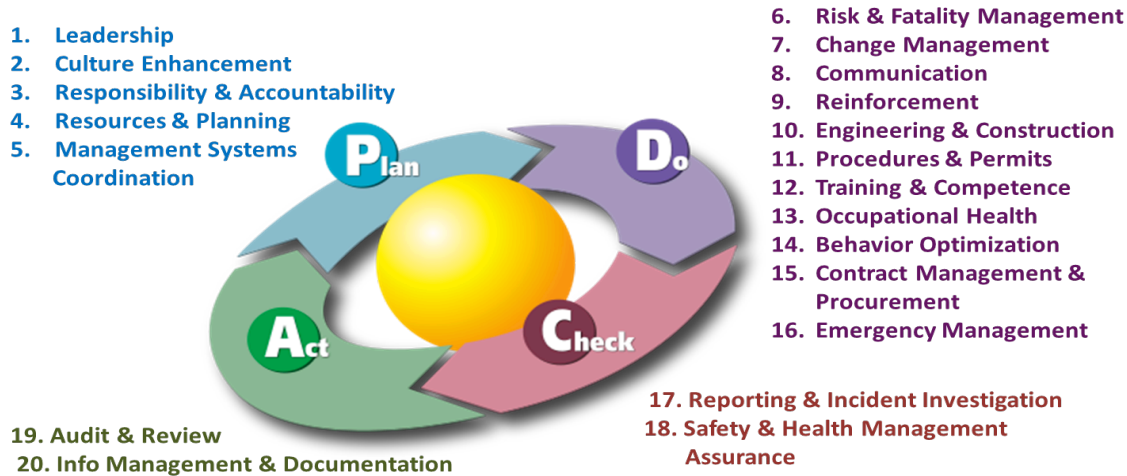 1. Leadership
2. Culture Enhancement
3. Responsibility & Accountability
4. Resources & Planning
5. Management Systems
Coordination
Plan
Do
6. Risk & Fatality Management
7. Change Management
8. Communication
9. Reinforcement
10. Engineering & Construction
11. Procedures & Permits
12. Training & Competence
13. Occupational Health
14. Behavior Optimization
15. Contract Management &
Procurement
16. Emergency Management
Check
17. Reporting & Incident Investigation
18. Safety & Health Management
Assurance
Act
19. Audit & Review
20. Info Management & Documentation